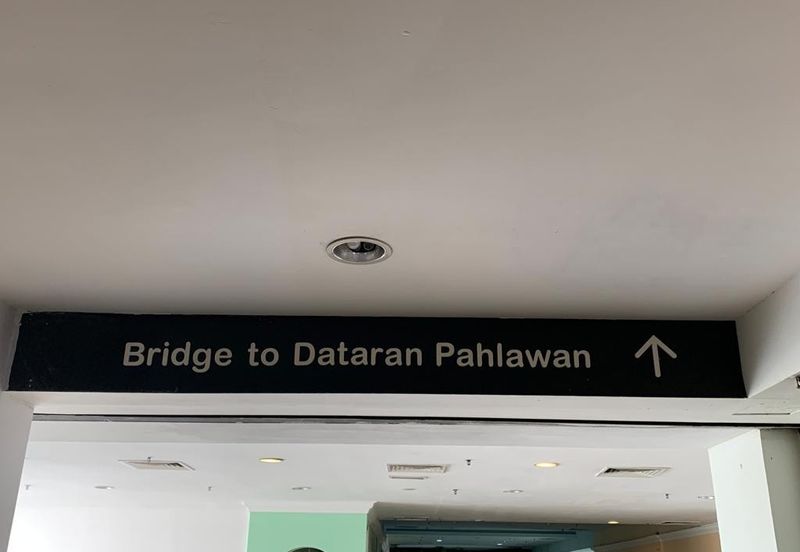 Bridge to Dataran Pahlawan ↑